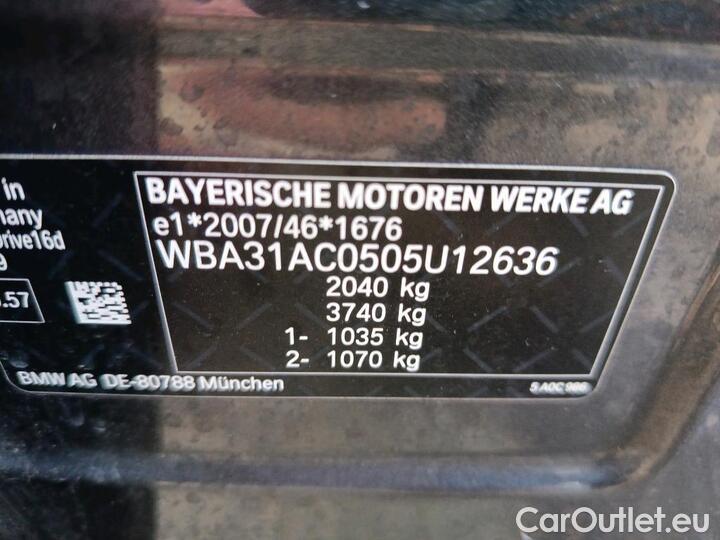 in
BAYERISCHE MOTOREN WERKE AG
e1*2007/46*1676
WBA31AC0505U12636
2040 kg
3740 kg
1- 1035 kg
2- 1070 kg
many
Drive16d
9
.57
BMW AG DE-80788 München
5 A0C 986
CarOutlet.eu